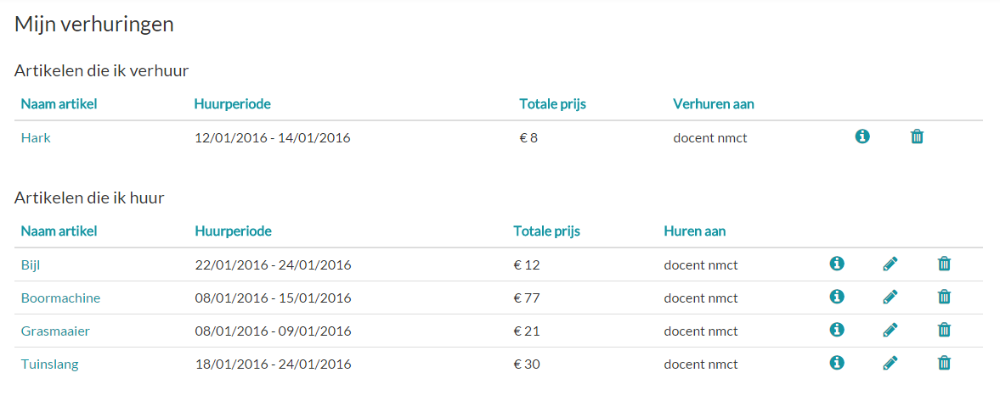 Mijn verhuringen
Artikelen die ik verhuur
Naam artikel Huurperiode Totale prijs Verhuren aan
Hark 12/01/2016 - 14/01/2016 € 8 docent nmct
Artikelen die ik huur
Naam artikel Huurperiode Totale prijs Huren aan
Bijl 22/01/2016 - 24/01/2016 € 12 docent nmct
Boormachine 08/01/2016 - 15/01/2016 € 77 docent nmct
Grasmaaier 08/01/2016 - 09/01/2016 € 21 docent nmct
Tuinslang 18/01/2016 - 24/01/2016 € 30 docent nmct